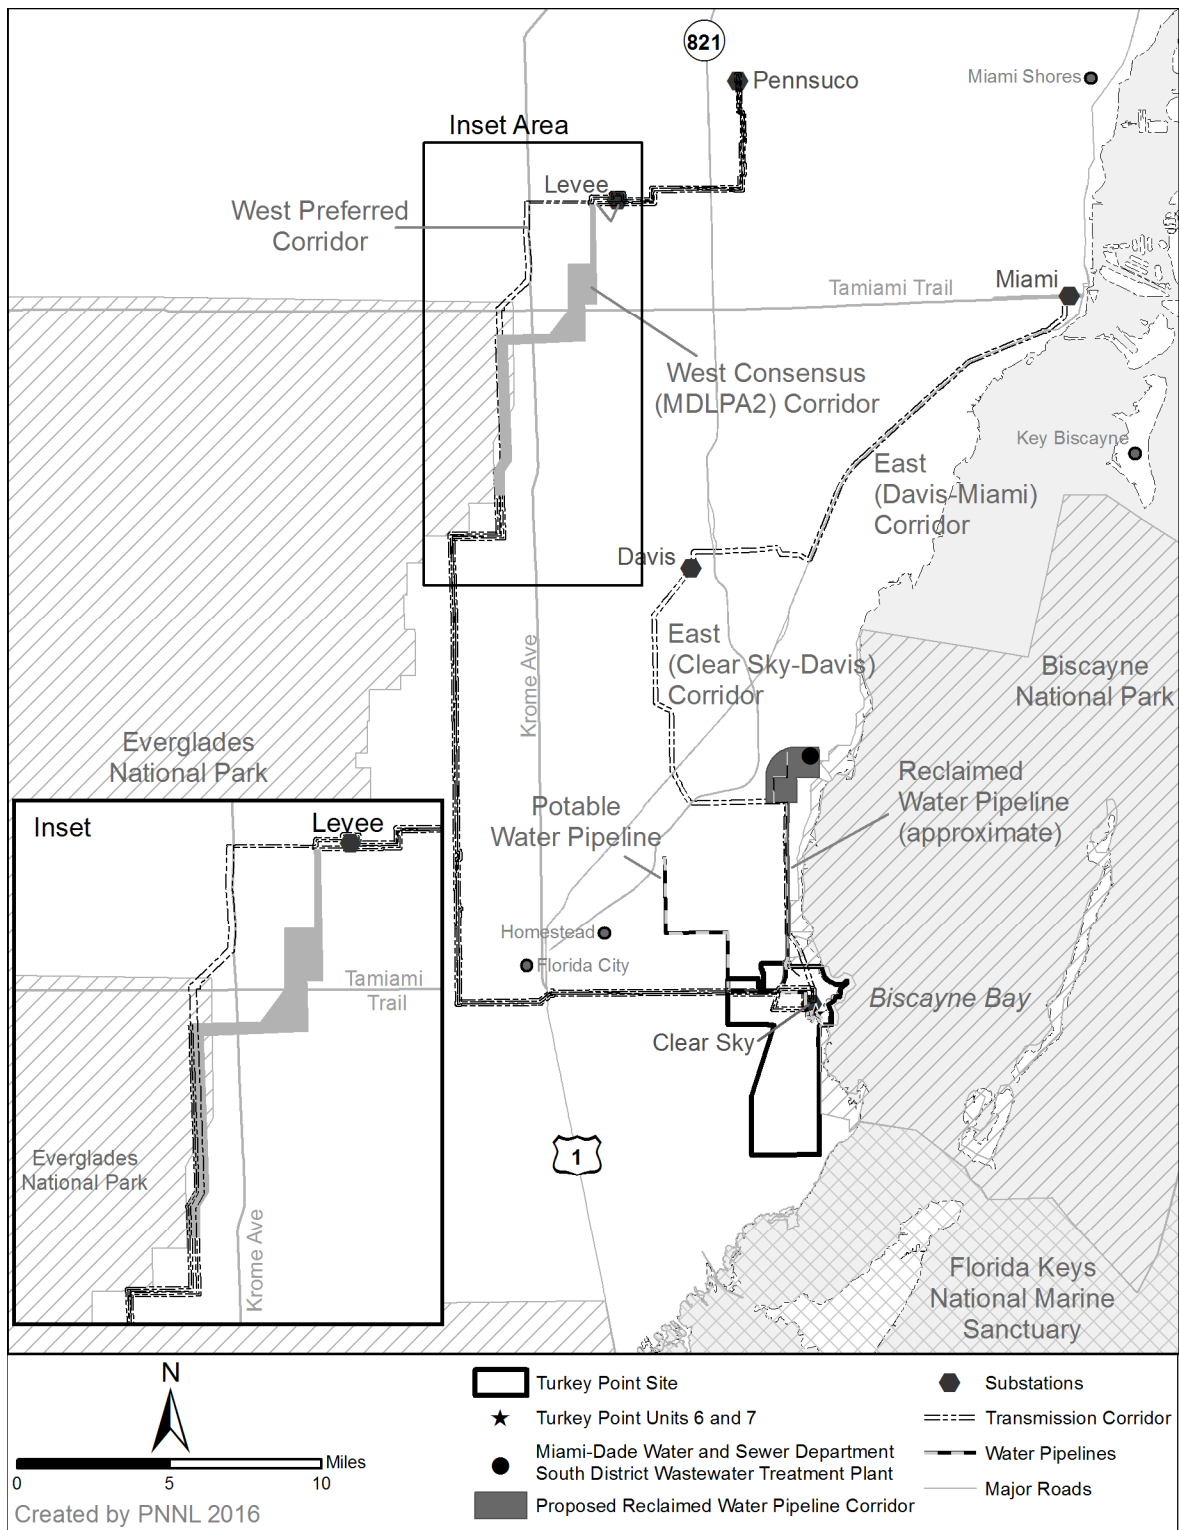 821
Pennsuco
Miami Shores
Inset Area
Levee
West Preferred
Corridor
Miami
Tamiami Trail
West Consensus
(MDLPA2) Corridor
Key Biscayne
East
(Davis-Miami)
Corridor
Davis
East
(Clear Sky-Davis)
Corridor
Krome Ave
Biscayne
National Park
Everglades
National Park
Reclaimed
Water Pipeline
(approximate)
Potable
Water Pipeline
Inset
Levee
Tamiami
Trail
Everglades
National Park
Krome Ave
Homestead
Florida City
Biscayne Bay
Clear Sky
1
Florida Keys
National Marine
Sanctuary
N
Miles
0 5 10
Created by PNNL 2016
Turkey Point Site
Turkey Point Units 6 and 7
Miami-Dade Water and Sewer Department
South District Wastewater Treatment Plant
Proposed Reclaimed Water Pipeline Corridor
Substations
Transmission Corridor
Water Pipelines
Major Roads